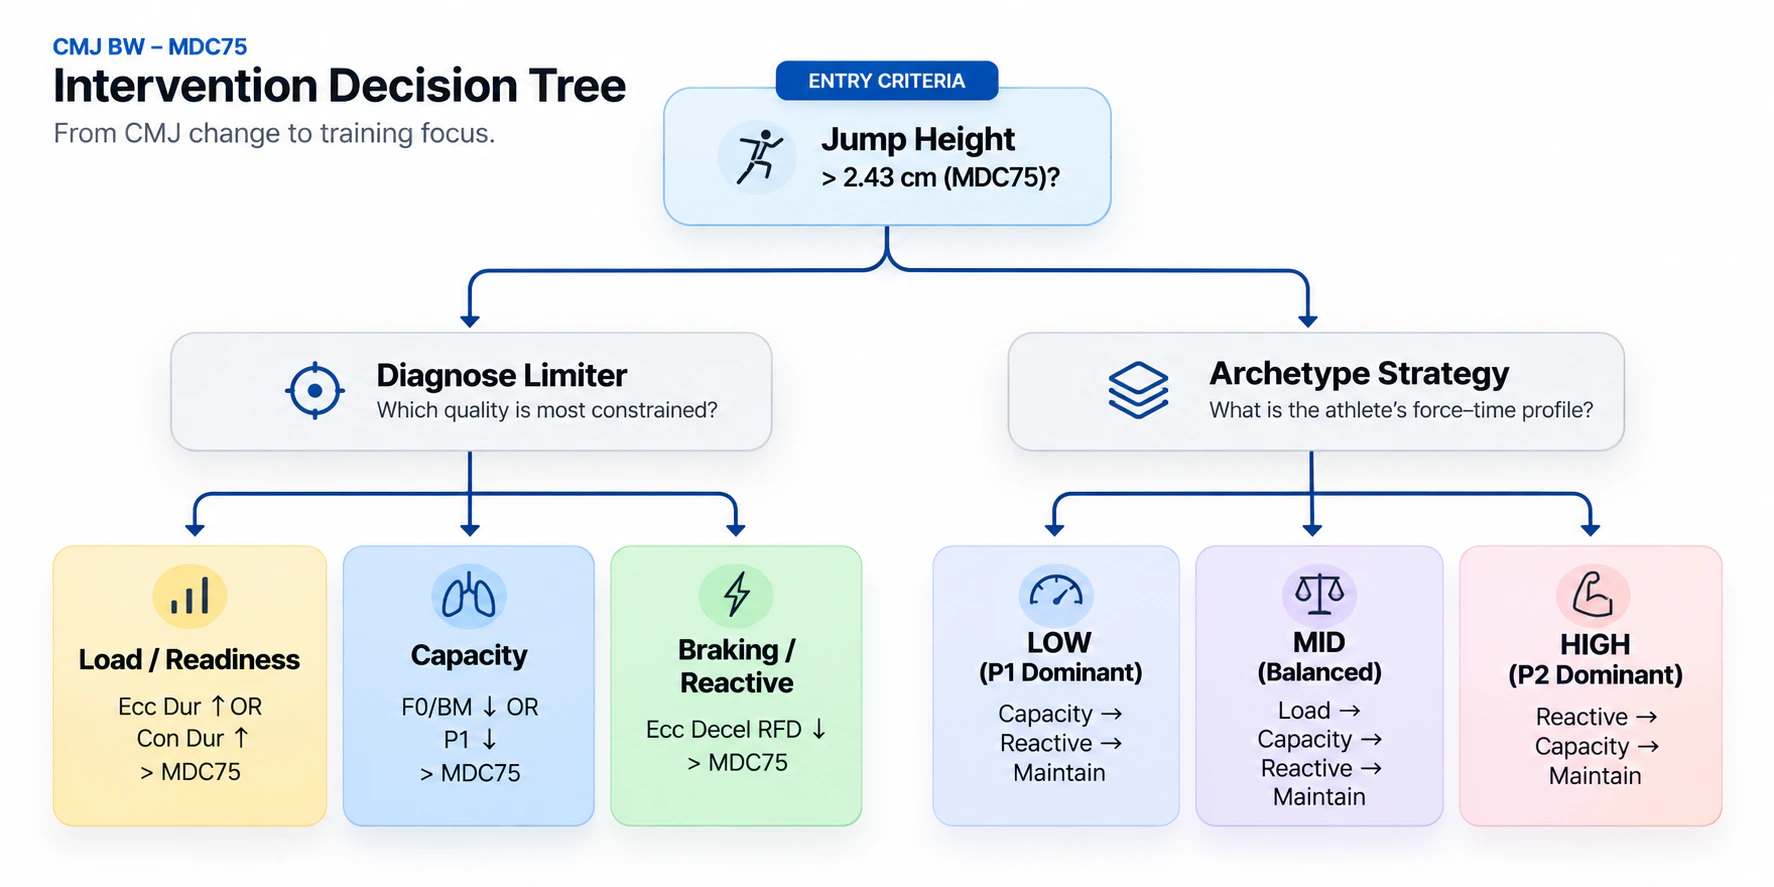 CMJ BW – MDC75
Intervention Decision Tree
From CMJ change to training focus.
ENTRY CRITERIA
Jump Height
> 2.43 cm (MDC75)?
Diagnose Limiter
Which quality is most constrained?
Archetype Strategy
What is the athlete's force–time profile?
Load / Readiness
Ecc Dur ↑ OR
Con Dur ↑
> MDC75
Capacity
F0/BM ↓ OR
P1 ↓
> MDC75
Braking /
Reactive
Ecc Decel RFD ↓
> MDC75
LOW
(P1 Dominant)
Capacity →
Reactive →
Maintain
MID
(Balanced)
Load →
Capacity →
Reactive →
Maintain
HIGH
(P2 Dominant)
Reactive →
Capacity →
Maintain